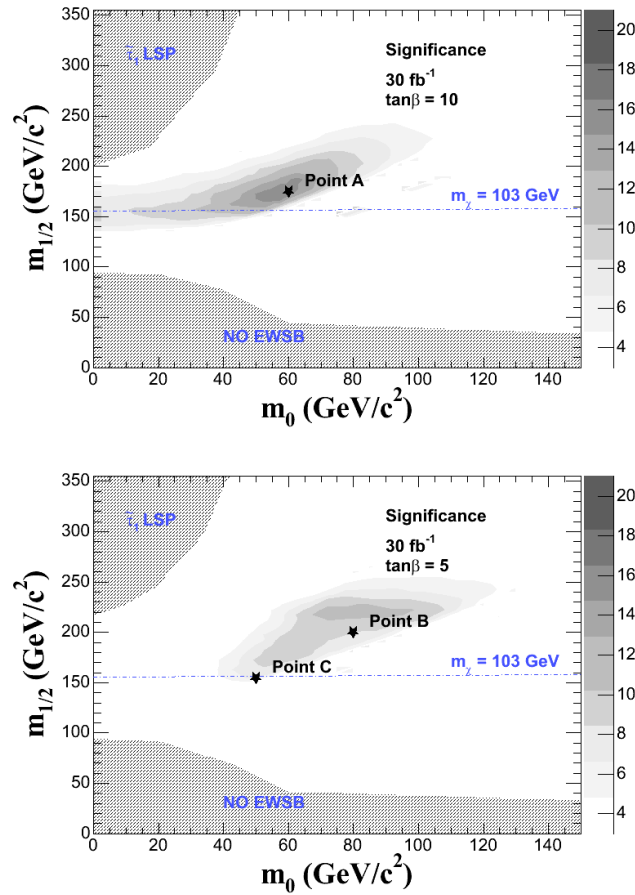 350
300
250
200
150
100
50
0
m1/2 (GeV/c²)
τ̃₁ LSP
Significance
30 fb⁻¹
tanβ = 10
Point A
mχ = 103 GeV
NO EWSB
0 20 40 60 80 100 120 140
m₀ (GeV/c²)
20
18
16
14
12
10
8
6
4
350
300
250
200
150
100
50
0
m1/2 (GeV/c²)
τ̃₁ LSP
Significance
30 fb⁻¹
tanβ = 5
Point B
Point C
mχ = 103 GeV
NO EWSB
0 20 40 60 80 100 120 140
m₀ (GeV/c²)
20
18
16
14
12
10
8
6
4